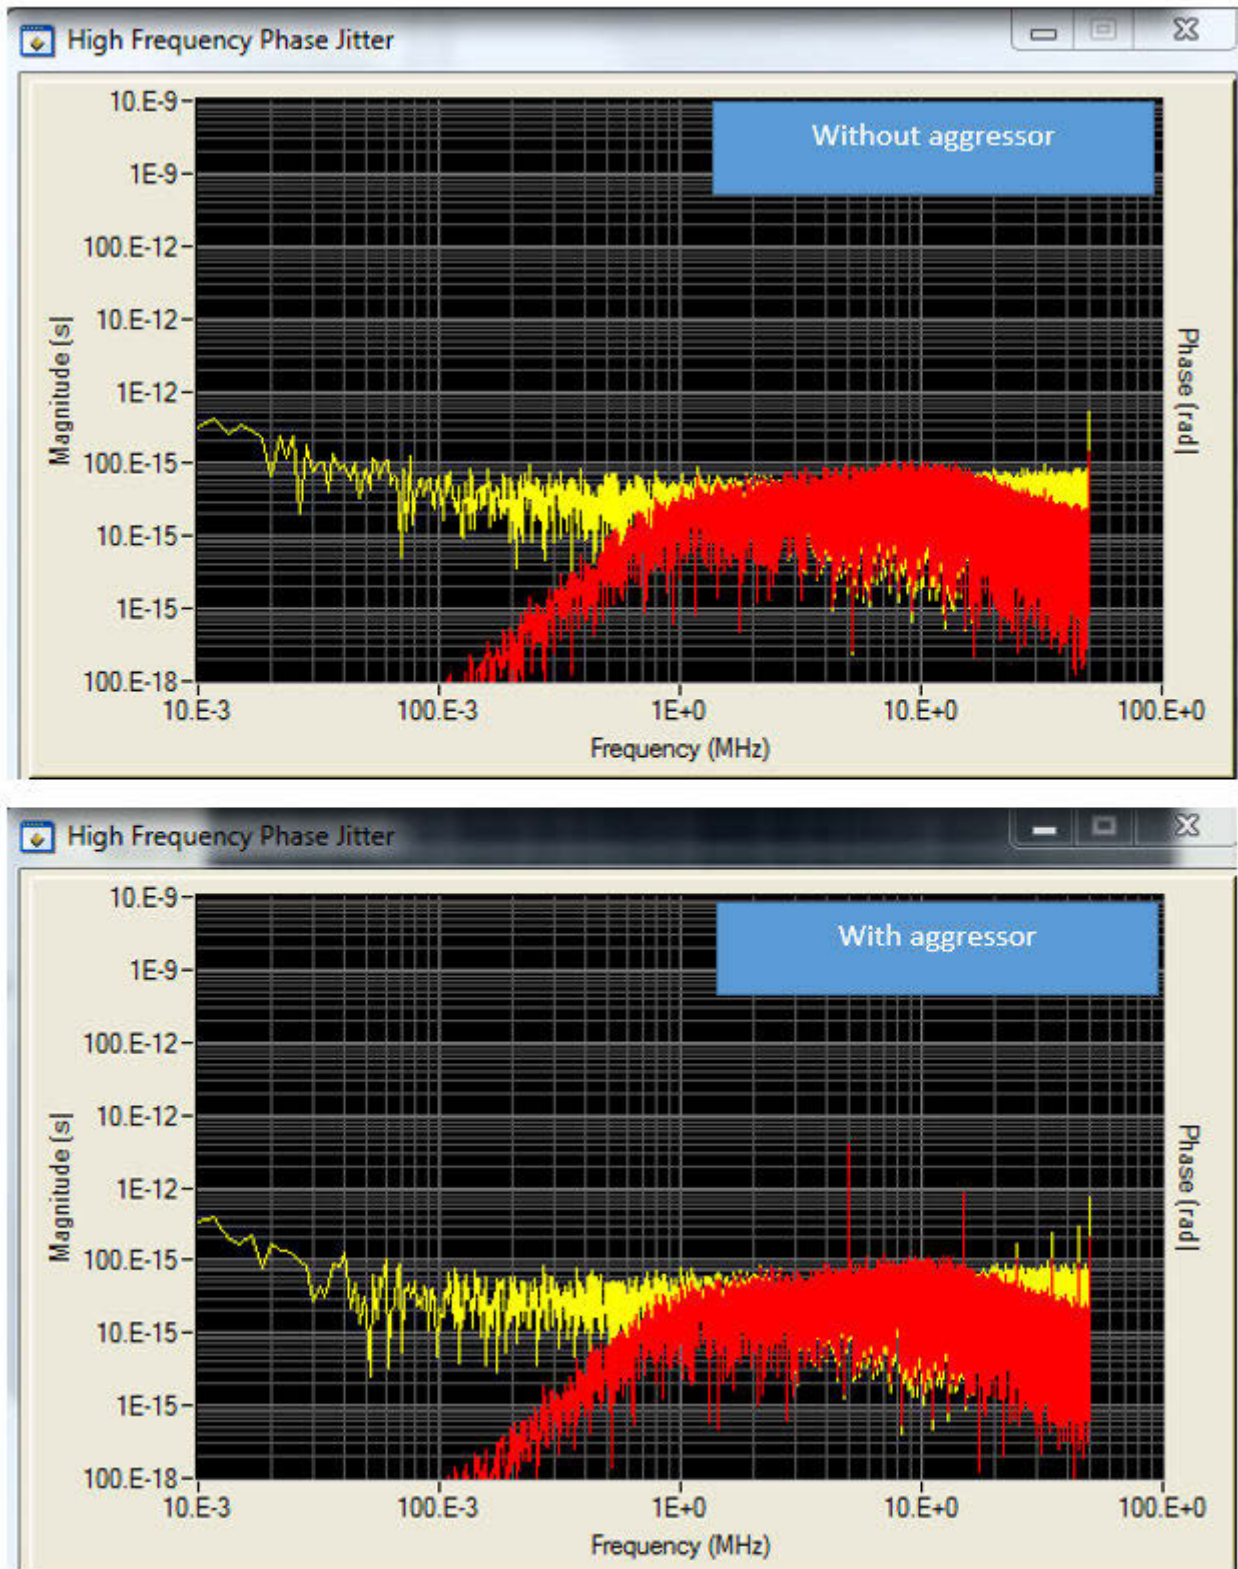 High Frequency Phase Jitter
Without aggressor
10.E-9
1E-9
100.E-12
10.E-12
1E-12
100.E-15
10.E-15
1E-15
100.E-18
Magnitude (s)
Phase (rad)
10.E-3 100.E-3 1E+0 10.E+0 100.E+0
Frequency (MHz)
High Frequency Phase Jitter
With aggressor
10.E-9
1E-9
100.E-12
10.E-12
1E-12
100.E-15
10.E-15
1E-15
100.E-18
Magnitude (s)
Phase (rad)
10.E-3 100.E-3 1E+0 10.E+0 100.E+0
Frequency (MHz)